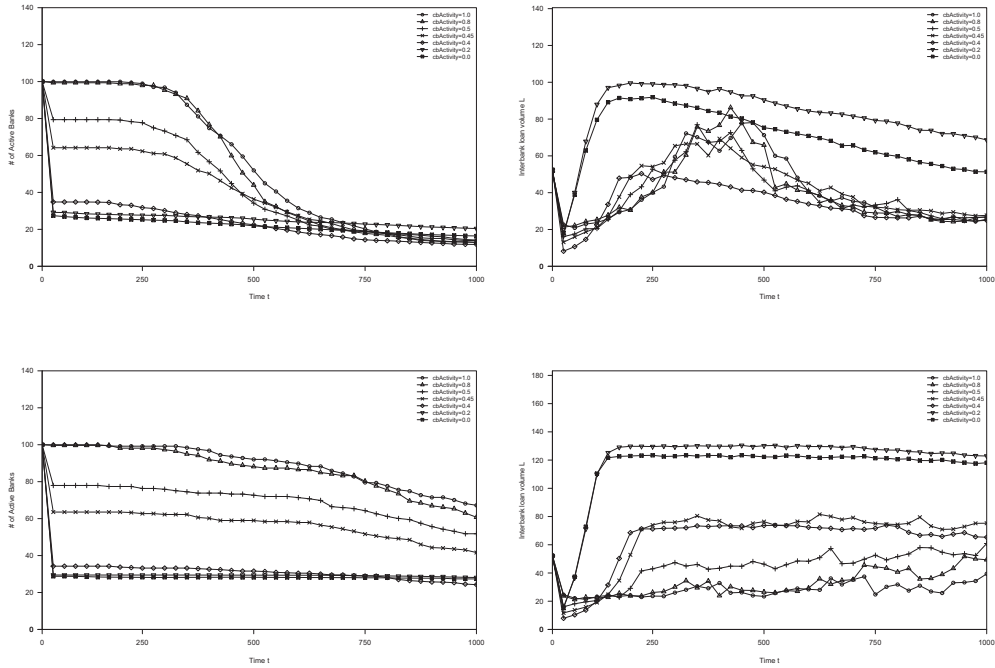 140
120
100
80
60
40
20
0
0
# of Active Banks
0
250
500
750
1000
Time t
cbActivity=1.0
cbActivity=0.8
cbActivity=0.5
cbActivity=0.45
cbActivity=0.4
cbActivity=0.2
cbActivity=0.0
140
120
100
80
60
40
20
0
0
Interbank loan volume L
0
250
500
750
1000
Time t
cbActivity=1.0
cbActivity=0.8
cbActivity=0.5
cbActivity=0.45
cbActivity=0.4
cbActivity=0.2
cbActivity=0.0
140
120
100
80
60
40
20
0
0
# of Active Banks
0
250
500
750
1000
Time t
cbActivity=1.0
cbActivity=0.8
cbActivity=0.5
cbActivity=0.45
cbActivity=0.4
cbActivity=0.2
cbActivity=0.0
180
160
140
120
100
80
60
40
20
0
0
Interbank loan volume L
0
250
500
750
1000
Time t
cbActivity=1.0
cbActivity=0.8
cbActivity=0.5
cbActivity=0.45
cbActivity=0.4
cbActivity=0.2
cbActivity=0.0